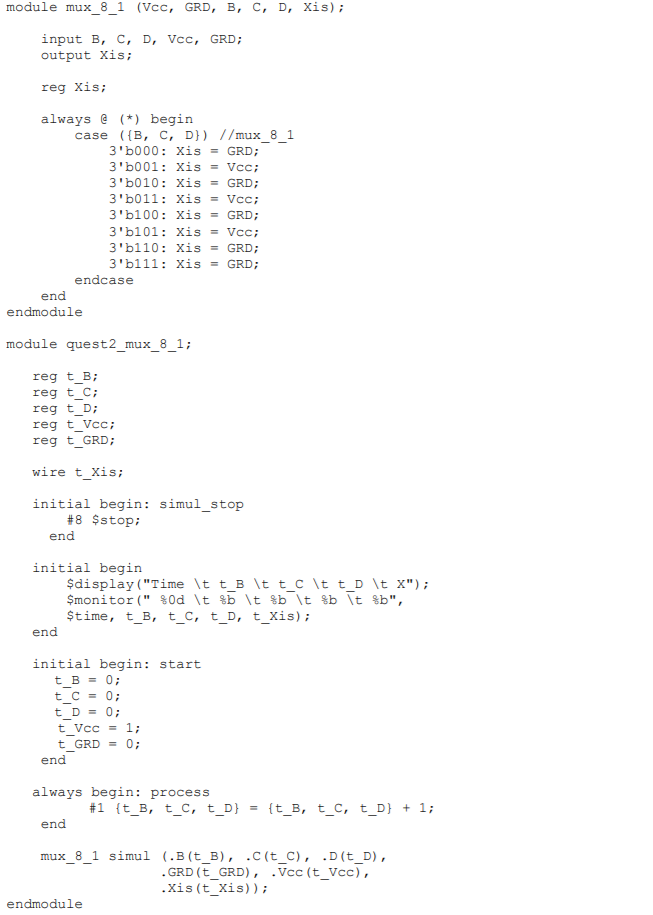 module mux_8_1 (Vcc, GRD, B, C, D, Xis);
input B, C, D, Vcc, GRD;
output Xis;
reg Xis;
always @ (*) begin
case ({B, C, D}) //mux_8_1
3'b000: Xis = GRD;
3'b001: Xis = Vcc;
3'b010: Xis = GRD;
3'b011: Xis = Vcc;
3'b100: Xis = GRD;
3'b101: Xis = Vcc;
3'b110: Xis = GRD;
3'b111: Xis = GRD;
endcase
end
endmodule
module quest2_mux_8_1;
reg t_B;
reg t_C;
reg t_D;
reg t_Vcc;
reg t_GRD;
wire t_Xis;
initial begin: simul_stop
#8 $stop;
end
initial begin
$display("Time \t t_B \t t_C \t t_D \t X");
$monitor(" %0d \t %b \t %b \t %b \t %b",
$time, t_B, t_C, t_D, t_Xis);
end
initial begin: start
t_B = 0;
t_C = 0;
t_D = 0;
t_Vcc = 1;
t_GRD = 0;
end
always begin: process
#1 {t_B, t_C, t_D} = {t_B, t_C, t_D} + 1;
end
mux_8_1 simul (.B(t_B), .C(t_C), .D(t_D),
.GRD(t_GRD), .Vcc(t_Vcc),
.Xis(t_Xis));
endmodule